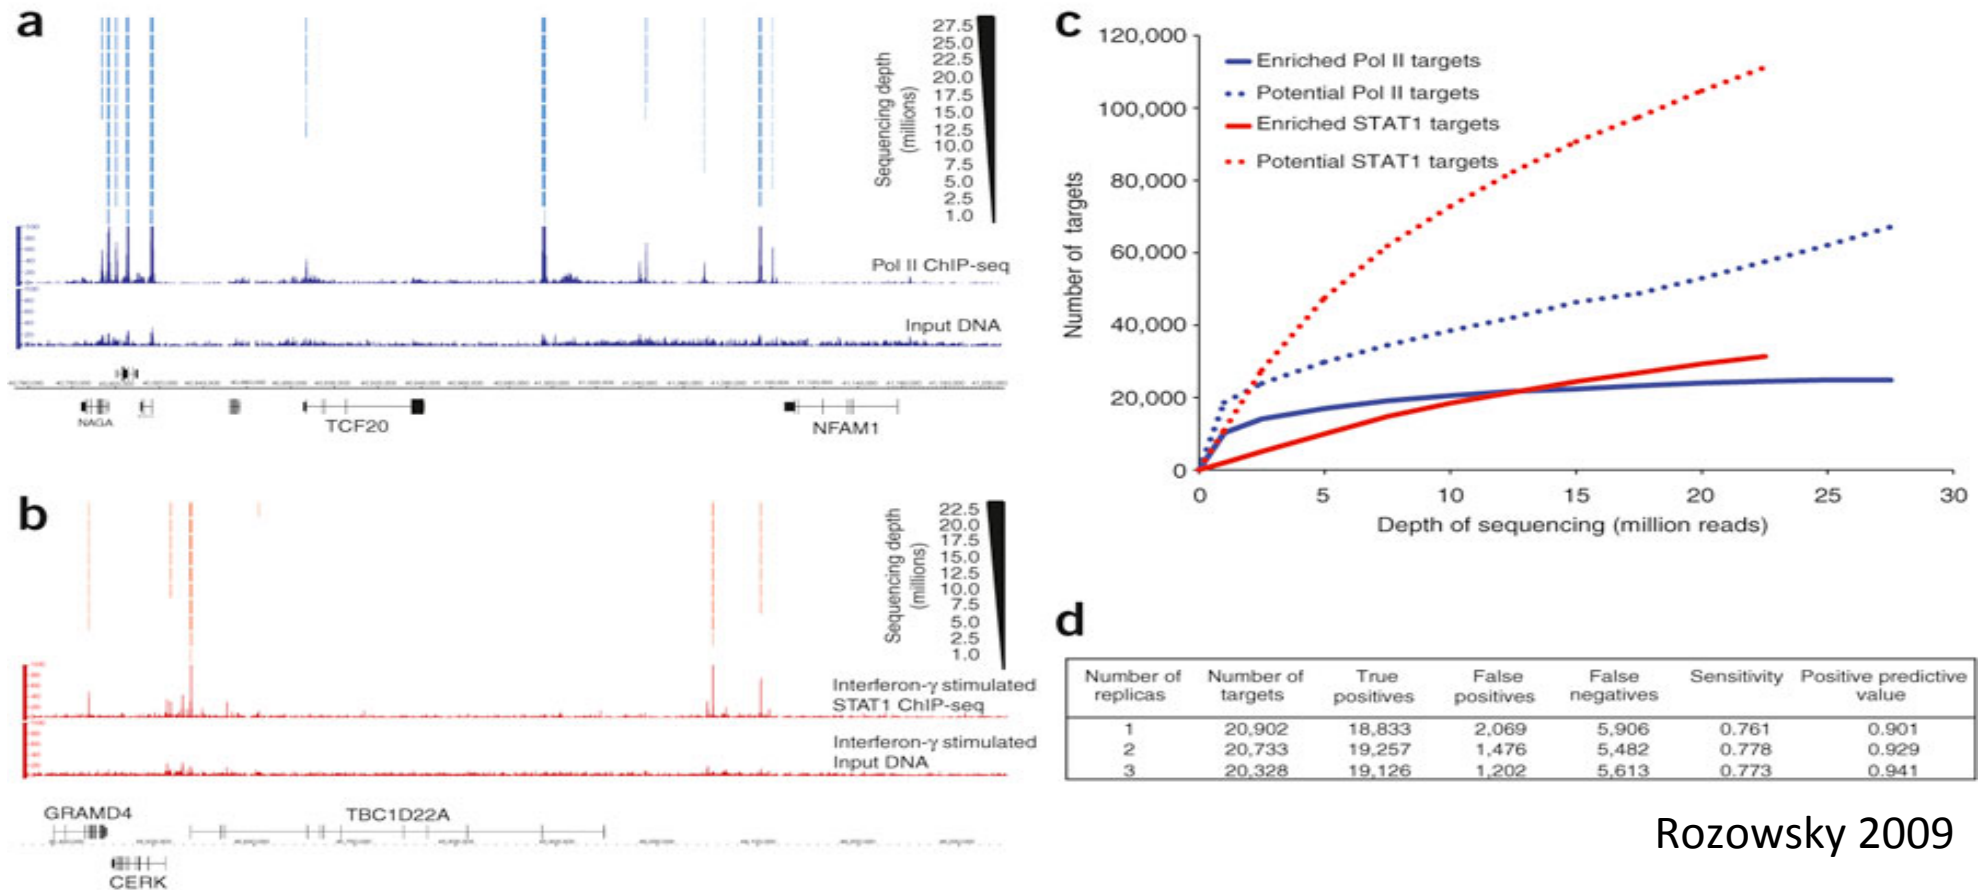 a
27.5
25.0
22.5
20.0
17.5
15.0
12.5
10.0
7.5
5.0
2.5
1.0
Sequencing depth
(millions)
Pol II ChIP-seq
Input DNA
NAGA
TCF20
NFAM1
b
22.5
20.0
17.5
15.0
12.5
10.0
7.5
5.0
2.5
1.0
Sequencing depth
(millions)
Interferon-γ stimulated
STAT1 ChIP-seq
Interferon-γ stimulated
Input DNA
GRAMD4
TBC1D22A
CERK
c
120,000
100,000
80,000
60,000
40,000
20,000
0
Number of targets
Enriched Pol II targets
Potential Pol II targets
Enriched STAT1 targets
Potential STAT1 targets
0 5 10 15 20 25 30
Depth of sequencing (million reads)
d
Number of replicas Number of targets True positives False positives False negatives Sensitivity Positive predictive value
1 20,902 18,833 2,069 5,906 0.761 0.901
2 20,733 19,257 1,476 5,482 0.778 0.929
3 20,328 19,126 1,202 5,613 0.773 0.941
Rozowsky 2009